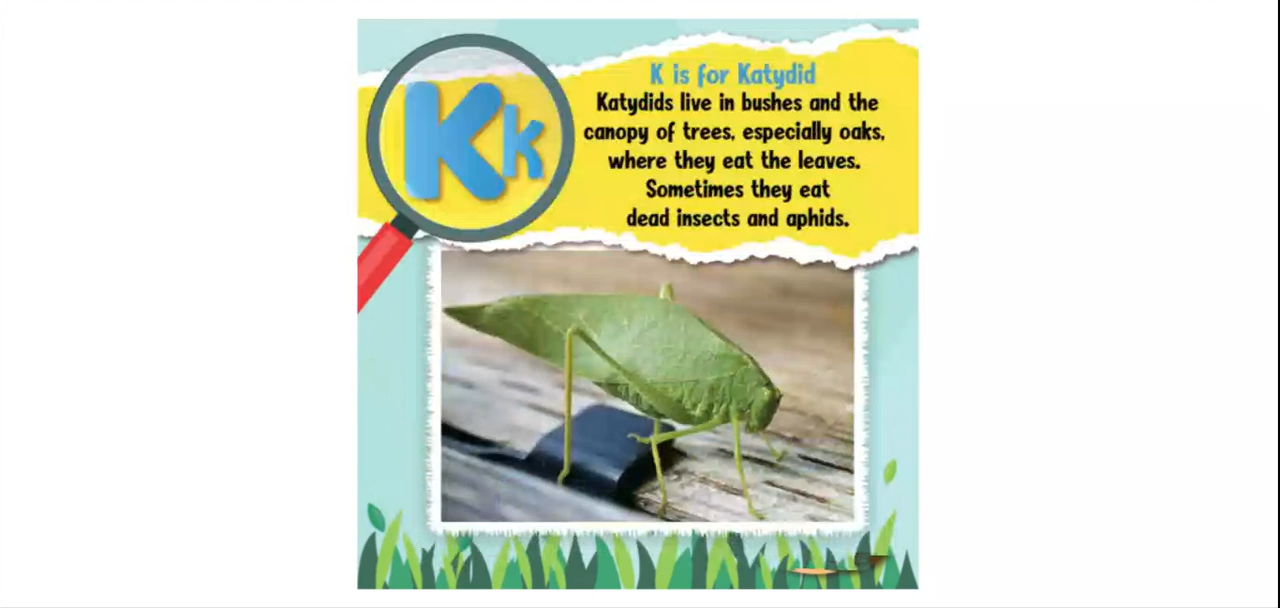 Kk
K is for Katydid
Katydids live in bushes and the
canopy of trees, especially oaks,
where they eat the leaves.
Sometimes they eat
dead insects and aphids.